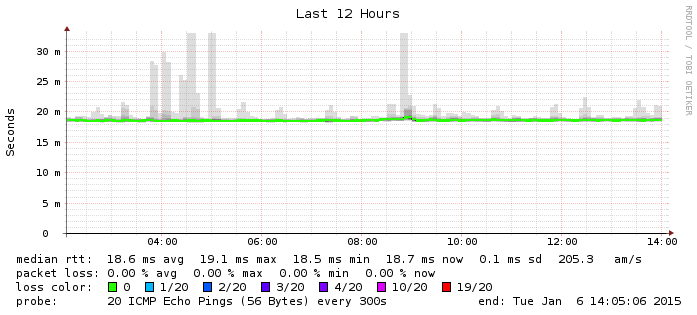 Last 12 Hours
RRDTOOL / TOBI OETIKER
Seconds
30 m
25 m
20 m
15 m
10 m
5 m
0
04:00 06:00 08:00 10:00 12:00 14:00
median rtt: 18.6 ms avg 19.1 ms max 18.5 ms min 18.7 ms now 0.1 ms sd 205.3 am/s
packet loss: 0.00 % avg 0.00 % max 0.00 % min 0.00 % now
loss color: 0 1/20 2/20 3/20 4/20 10/20 19/20
probe: 20 ICMP Echo Pings (56 Bytes) every 300s end: Tue Jan 6 14:05:06 2015